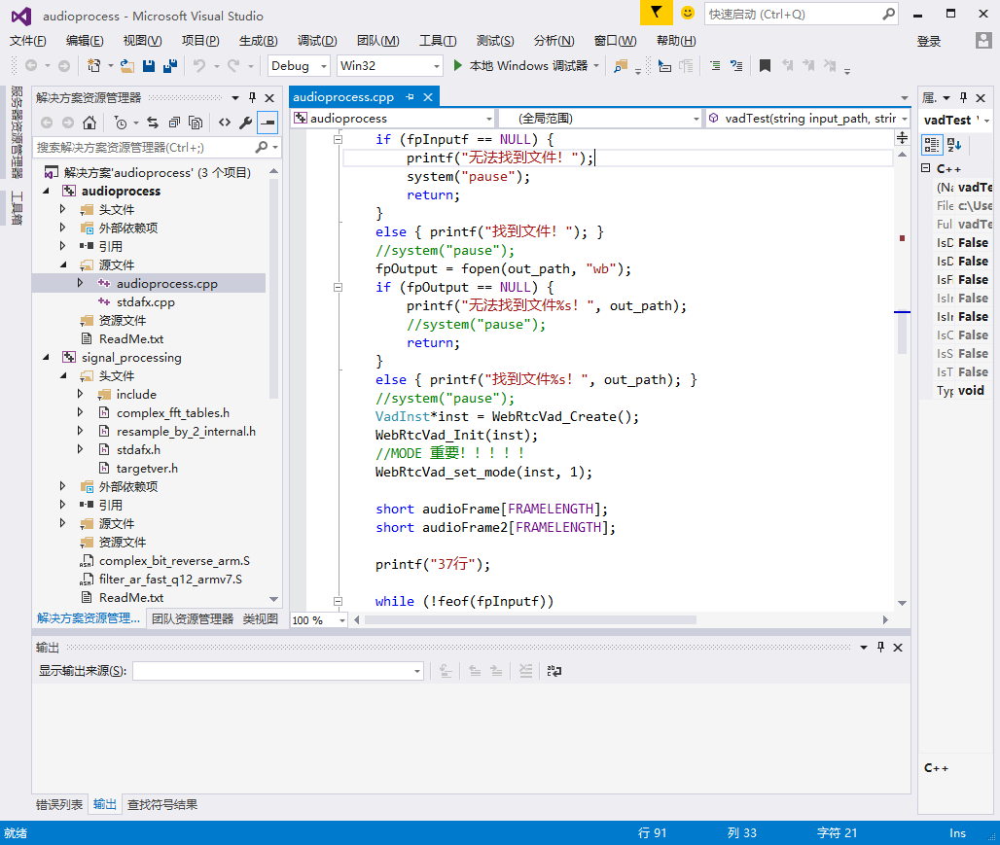 audioprocess - Microsoft Visual Studio
快速启动 (Ctrl+Q)
文件(F) 编辑(E) 视图(V) 项目(P) 生成(B) 调试(D) 团队(M) 工具(T) 测试(S) 分析(N) 窗口(W) 帮助(H) 登录
Debug Win32 本地 Windows 调试器
服务器资源管理器
工具箱
解决方案资源管理器
搜索解决方案资源管理器(Ctrl+;)
解决方案'audioprocess' (3 个项目)
audioprocess
头文件
外部依赖项
引用
源文件
audioprocess.cpp
stdafx.cpp
资源文件
ReadMe.txt
signal_processing
头文件
include
complex_fft_tables.h
resample_by_2_internal.h
stdafx.h
targetver.h
外部依赖项
引用
源文件
资源文件
complex_bit_reverse_arm.S
filter_ar_fast_q12_armv7.S
ReadMe.txt
解决方案资源管理... 团队资源管理器 类视图
audioprocess.cpp
audioprocess (全局范围) vadTest(string input_path, strir
if (fpInputf == NULL) {
printf("无法找到文件！");
system("pause");
return;
}
else { printf("找到文件！"); }
//system("pause");
fpOutput = fopen(out_path, "wb");
if (fpOutput == NULL) {
printf("无法找到文件%s！", out_path);
//system("pause");
return;
}
else { printf("找到文件%s！", out_path); }
//system("pause");
VadInst*inst = WebRtcVad_Create();
WebRtcVad_Init(inst);
//MODE 重要！！！！！
WebRtcVad_set_mode(inst, 1);
short audioFrame[FRAMELENGTH];
short audioFrame2[FRAMELENGTH];
printf("37行");
while (!feof(fpInputf))
100 %
属.
vadTest
C++
(Na vadTe
File c:\Use
Ful vadTe
IsD False
IsD False
IsF False
IsIn False
IsIn False
IsC False
IsS False
IsT False
Typ void
C++
输出
显示输出来源(S):
错误列表 输出 查找符号结果
就绪 行 91 列 33 字符 21 Ins